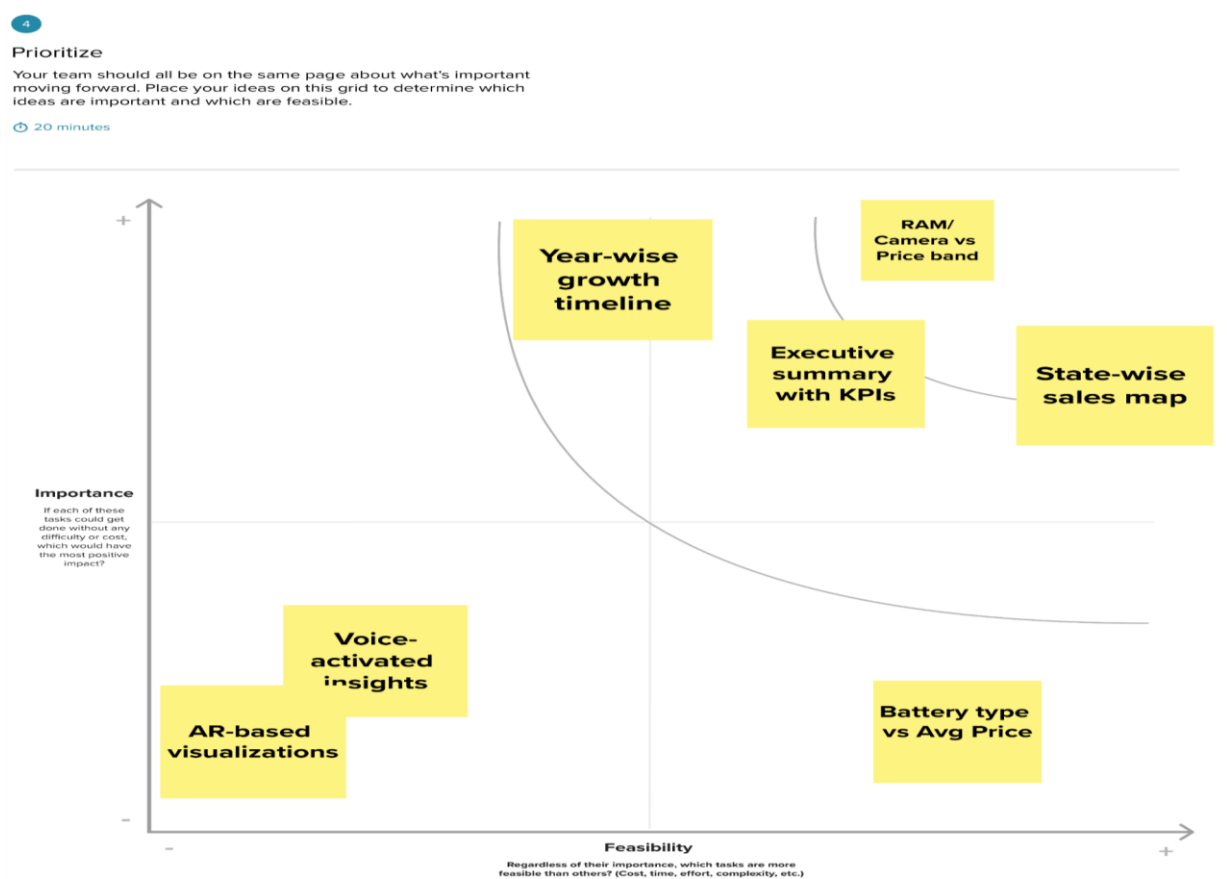 4
Prioritize
Your team should all be on the same page about what's important
moving forward. Place your ideas on this grid to determine which
ideas are important and which are feasible.
20 minutes
+
RAM/
Camera vs
Price band
Year-wise
growth
timeline
Executive
summary
with KPIs
State-wise
sales map
Importance
If each of these
tasks could get
done without any
difficulty or cost,
which would have
the most positive
impact?
Voice-
activated
insights
AR-based
visualizations
Battery type
vs Avg Price
-
-
Feasibility
+
Regardless of their importance, which tasks are more
feasible than others? (Cost, time, effort, complexity, etc.)